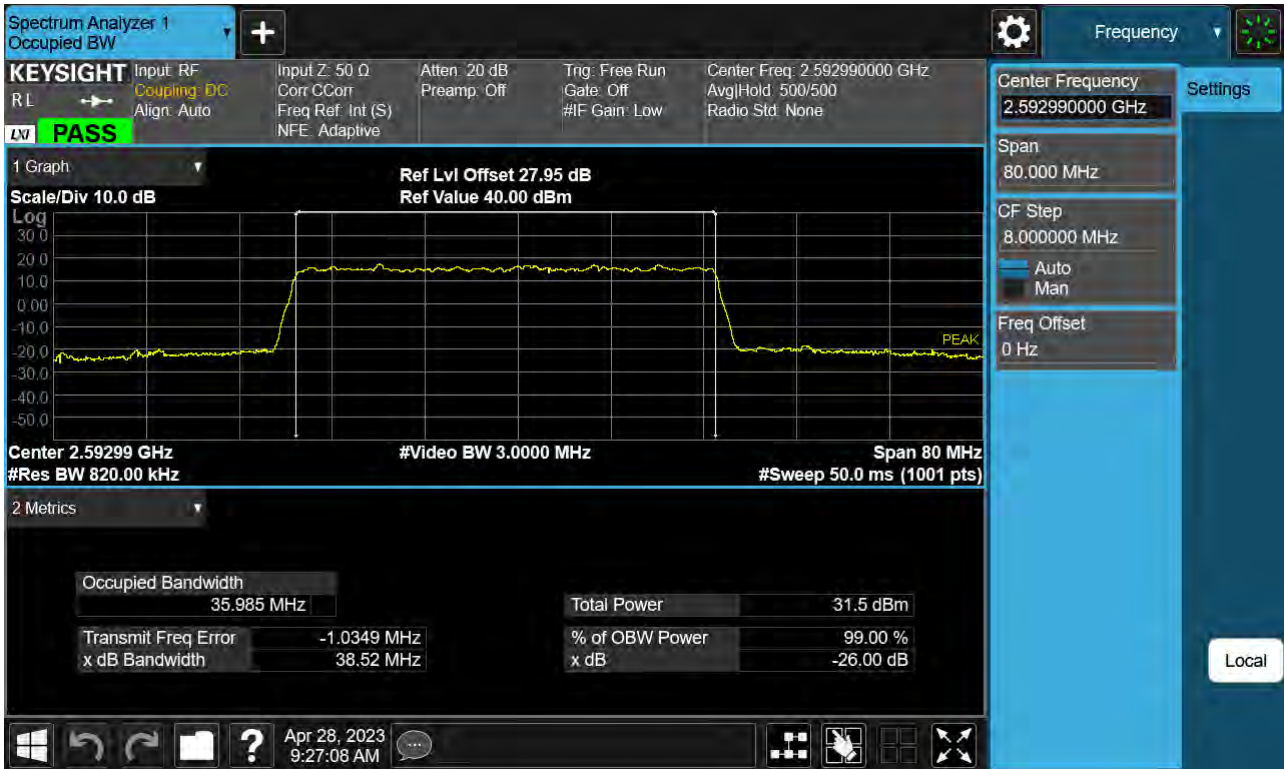 Spectrum Analyzer 1
Occupied BW
Frequency
KEYSIGHT
RL
LXI PASS
Input: RF
Coupling: DC
Align: Auto
Input Z: 50 Ω
Corr CCorr
Freq Ref: Int (S)
NFE: Adaptive
Atten: 20 dB
Preamp: Off
Trig: Free Run
Gate: Off
#IF Gain: Low
Center Freq: 2.592990000 GHz
Avg|Hold: 500/500
Radio Std: None
Center Frequency
2.592990000 GHz
Settings
Span
80.000 MHz
CF Step
8.000000 MHz
Auto
Man
Freq Offset
0 Hz
Local
1 Graph
Scale/Div 10.0 dB
Ref Lvl Offset 27.95 dB
Ref Value 40.00 dBm
Log
30.0
20.0
10.0
0.00
-10.0
-20.0
-30.0
-40.0
-50.0
PEAK
Center 2.59299 GHz
#Video BW 3.0000 MHz
Span 80 MHz
#Res BW 820.00 kHz
#Sweep 50.0 ms (1001 pts)
2 Metrics
Occupied Bandwidth
35.985 MHz
Total Power 31.5 dBm
Transmit Freq Error -1.0349 MHz
% of OBW Power 99.00 %
x dB Bandwidth 38.52 MHz
x dB -26.00 dB
?
Apr 28, 2023
9:27:08 AM